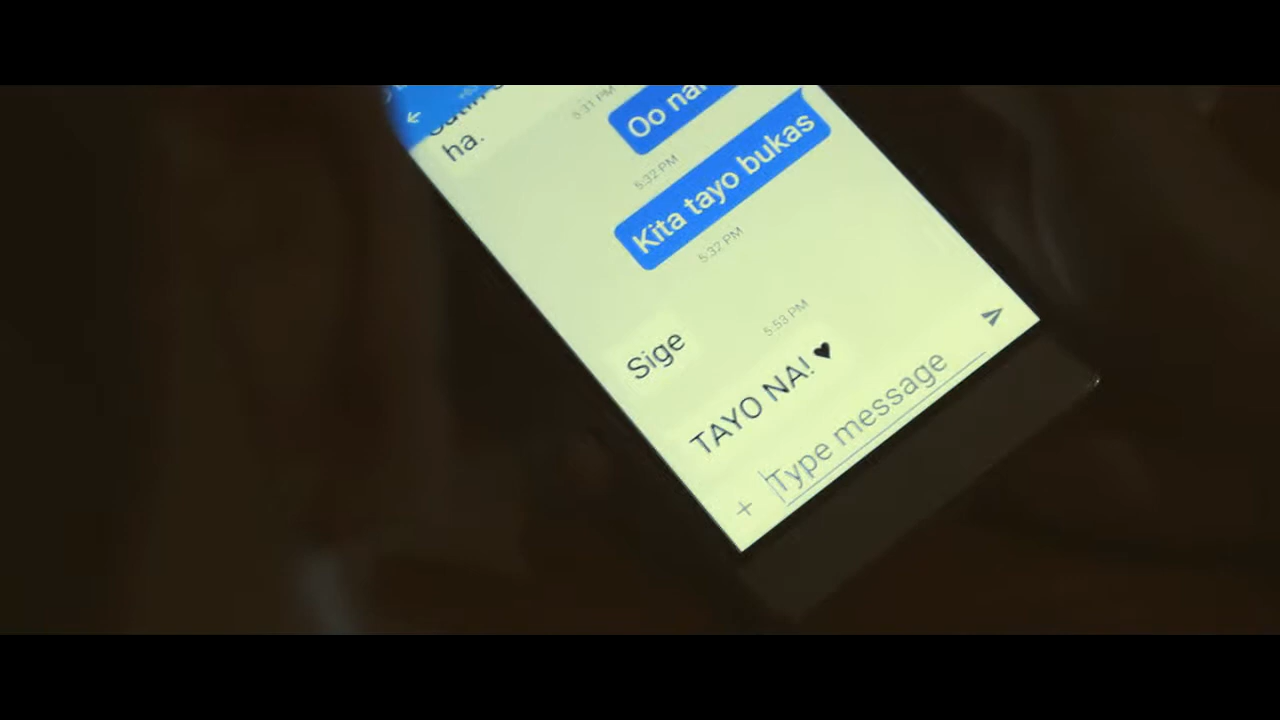 ha.
5:31 PM
Oo
5:32 PM
Kita tayo bukas
5:32 PM
Sige
5:53 PM
TAYO NA! ♥
Type message